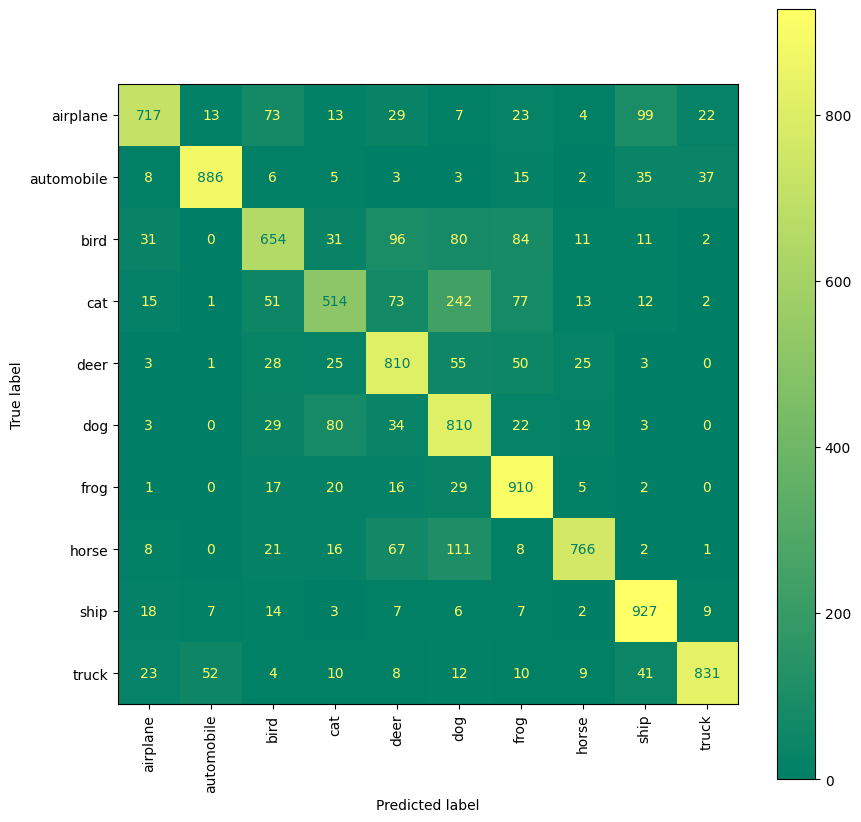 airplane 717 13 73 13 29 7 23 4 99 22
automobile 8 886 6 5 3 3 15 2 35 37
bird 31 0 654 31 96 80 84 11 11 2
cat 15 1 51 514 73 242 77 13 12 2
deer 3 1 28 25 810 55 50 25 3 0
dog 3 0 29 80 34 810 22 19 3 0
frog 1 0 17 20 16 29 910 5 2 0
horse 8 0 21 16 67 111 8 766 2 1
ship 18 7 14 3 7 6 7 2 927 9
truck 23 52 4 10 8 12 10 9 41 831
True label
airplane automobile bird cat deer dog frog horse ship truck
Predicted label
800
600
400
200
0